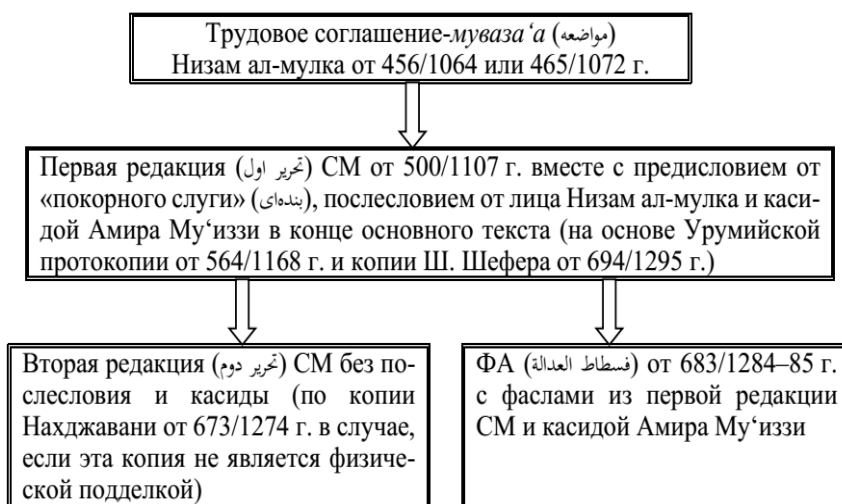 Трудовое соглашение-муваза‘а (مواضعه)
Низам ал-мулка от 456/1064 или 465/1072 г.
Первая редакция (تحریر اول) СМ от 500/1107 г. вместе с предисловием от
«покорного слуги» (بنده‌ای), послесловием от лица Низам ал-мулка и каси-
дой Амира Му‘иззи в конце основного текста (на основе Урумийской
протокопии от 564/1168 г. и копии Ш. Шефера от 694/1295 г.)
Вторая редакция (تحریر دوم) СМ без по-
слесловия и касиды (по копии
Нахджавани от 673/1274 г. в случае,
если эта копия не является физиче-
ской подделкой)
ФА (فسطاط العدالة) от 683/1284–85 г.
с фаслами из первой редакции
СМ и касидой Амира Му‘иззи